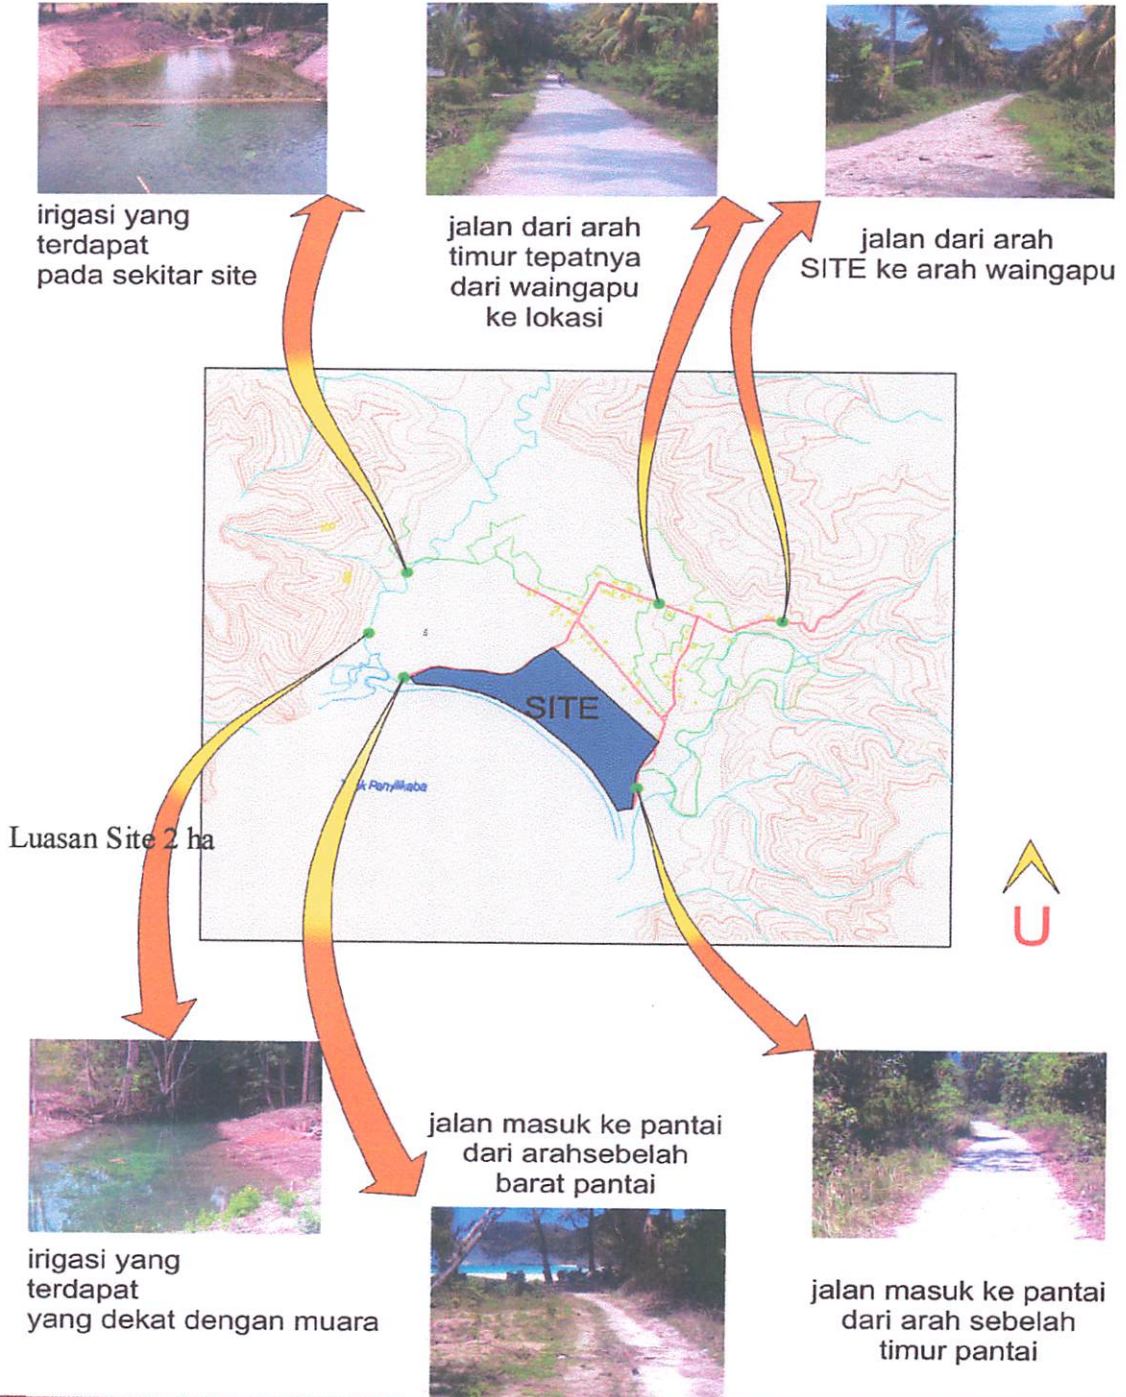 irigasi yang
terdapat
pada sekitar site
jalan dari arah
timur tepatnya
dari waingapu
ke lokasi
jalan dari arah
SITE ke arah waingapu
SITE
Luasan Site 2 ha
U
irigasi yang
terdapat
yang dekat dengan muara
jalan masuk ke pantai
dari arahsebelah
barat pantai
jalan masuk ke pantai
dari arah sebelah
timur pantai